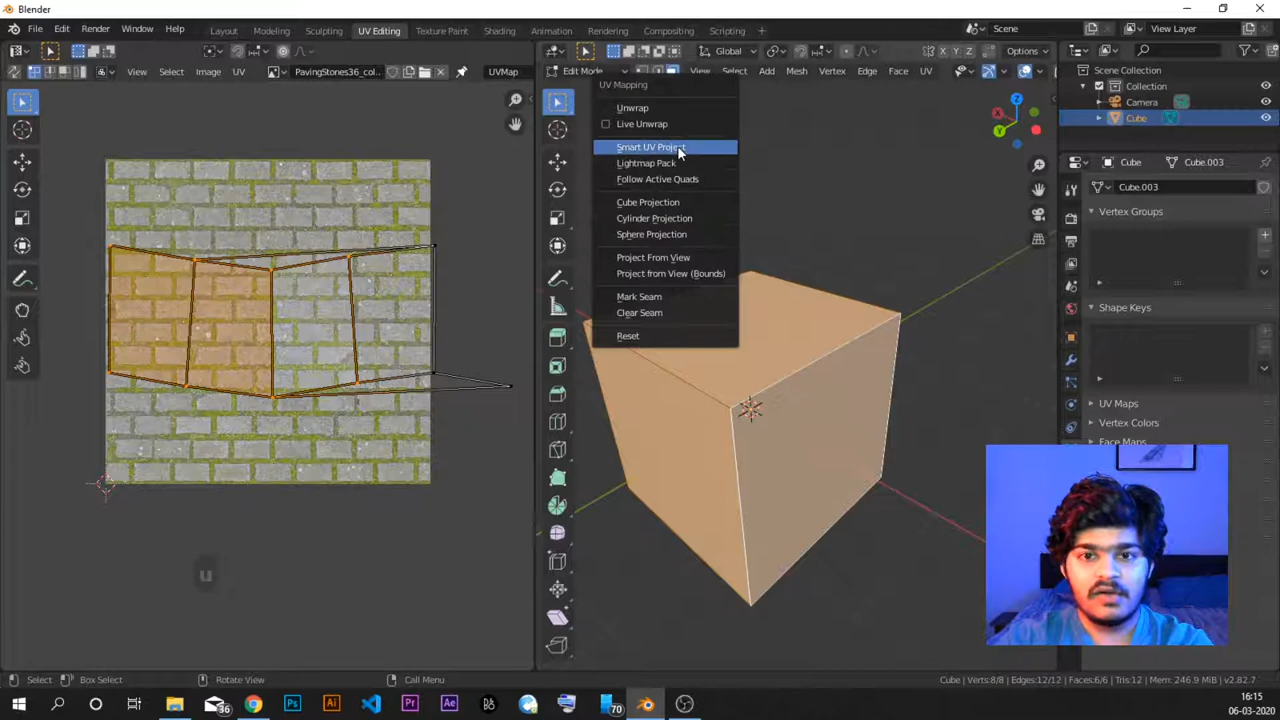 Blender
File Edit Render Window Help
Layout Modeling Sculpting UV Editing Texture Paint Shading Animation Rendering Compositing Scripting
Scene
View Layer
Global
X Y Z
Options
View Select Image UV
PavingStones36_col..
UVMap
Edit Mode
View Select Add Mesh Vertex Edge Face UV
Scene Collection
Collection
Camera
Cube
UV Mapping
Unwrap
Live Unwrap
Smart UV Project
Lightmap Pack
Follow Active Quads
Cube Projection
Cylinder Projection
Sphere Projection
Project From View
Project from View (Bounds)
Mark Seam
Clear Seam
Reset
Cube
Cube.003
Cube.003
Vertex Groups
Shape Keys
UV Maps
Vertex Colors
Face Maps
u
Select
Box Select
Rotate View
Call Menu
Cube | Verts:8/8 | Edges:12/12 | Faces:6/6 | Tris:12 | Mem: 246.9 MiB | v2.82.7
36
Ps
Ai
Pr
Ae
70
16:15
06-03-2020